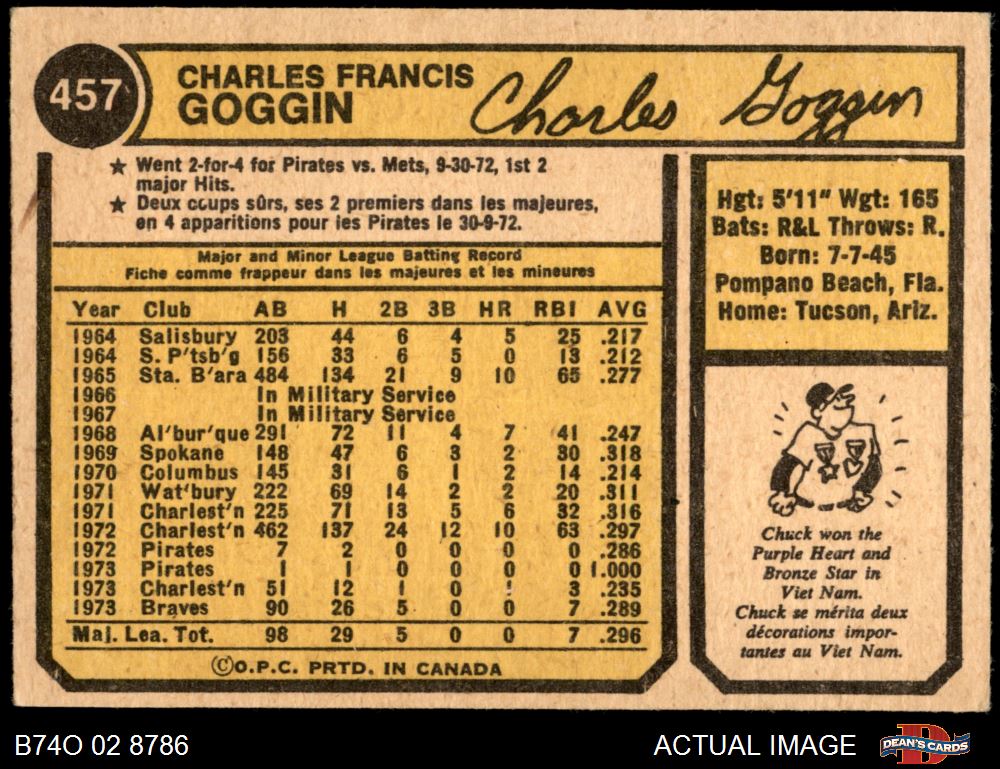 457
CHARLES FRANCIS
GOGGIN
Charles Goggin
★ Went 2-for-4 for Pirates vs. Mets, 9-30-72, 1st 2
major Hits.
★ Deux coups sûrs, ses 2 premiers dans les majeures,
en 4 apparitions pour les Pirates le 30-9-72.
Major and Minor League Batting Record
Fiche comme frappeur dans les majeures et les mineures
Year Club AB H 2B 3B HR RBI AVG
1964 Salisbury 203 44 6 4 5 25 .217
1964 S. P'tsb'g 156 33 6 5 0 13 .212
1965 Sta. B'ara 484 134 21 9 10 65 .277
1966 In Military Service
1967 In Military Service
1968 Al'bur'que 291 72 11 4 7 41 .247
1969 Spokane 148 47 6 3 2 30 .318
1970 Columbus 145 31 6 1 2 14 .214
1971 Wat'bury 222 69 14 2 2 20 .311
1971 Charlest'n 225 71 13 5 6 32 .316
1972 Charlest'n 462 137 24 12 10 63 .297
1972 Pirates 7 2 0 0 0 0 .286
1973 Pirates 1 1 0 0 0 0 1.000
1973 Charlest'n 51 12 1 0 1 3 .235
1973 Braves 90 26 5 0 0 7 .289
Maj. Lea. Tot. 98 29 5 0 0 7 .296
©O.P.C. PRTD. IN CANADA
Hgt: 5'11" Wgt: 165
Bats: R&L Throws: R.
Born: 7-7-45
Pompano Beach, Fla.
Home: Tucson, Ariz.
Chuck won the
Purple Heart and
Bronze Star in
Viet Nam.
Chuck se mérita deux
décorations impor-
tantes au Viet Nam.
B74O 02 8786
ACTUAL IMAGE
DEAN'S CARDS